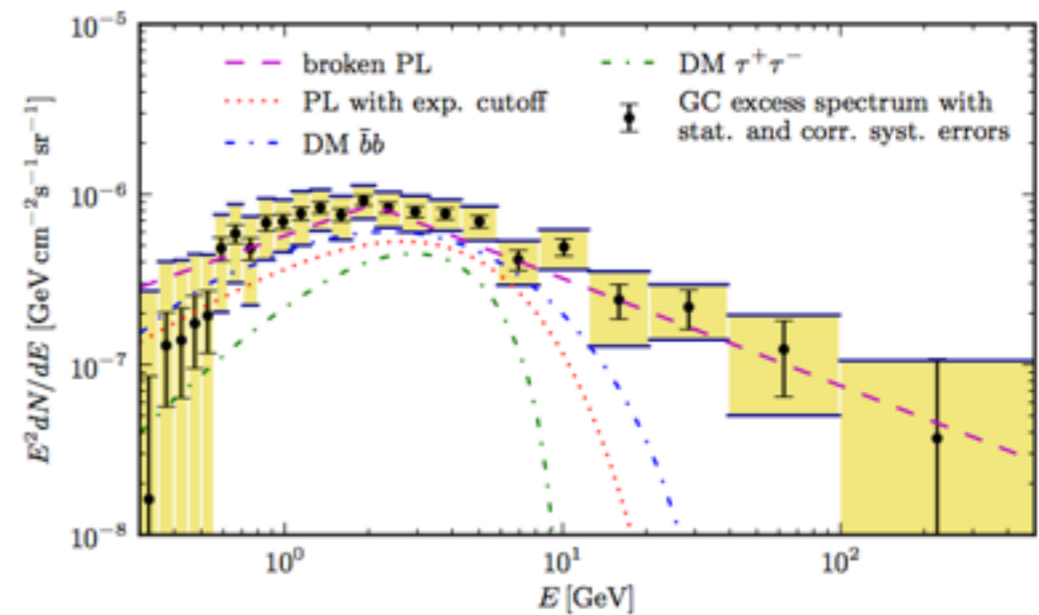 10⁻⁵
broken PL
PL with exp. cutoff
DM b̄b
DM τ⁺τ⁻
GC excess spectrum with
stat. and corr. syst. errors
10⁻⁶
10⁻⁷
10⁻⁸
E²dN/dE [GeV cm⁻²s⁻¹sr⁻¹]
10⁰
10¹
10²
E [GeV]